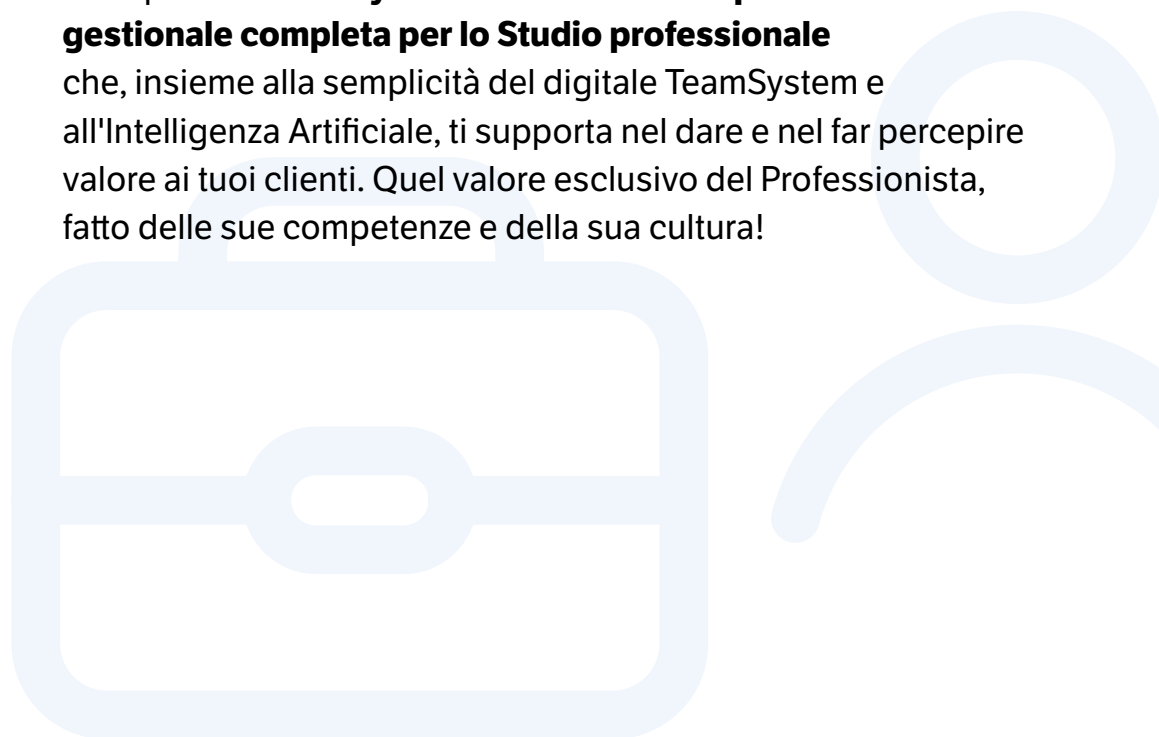 gestionale completa per lo Studio professionale
che, insieme alla semplicità del digitale TeamSystem e
all'Intelligenza Artificiale, ti supporta nel dare e nel far percepire
valore ai tuoi clienti. Quel valore esclusivo del Professionista,
fatto delle sue competenze e della sua cultura!